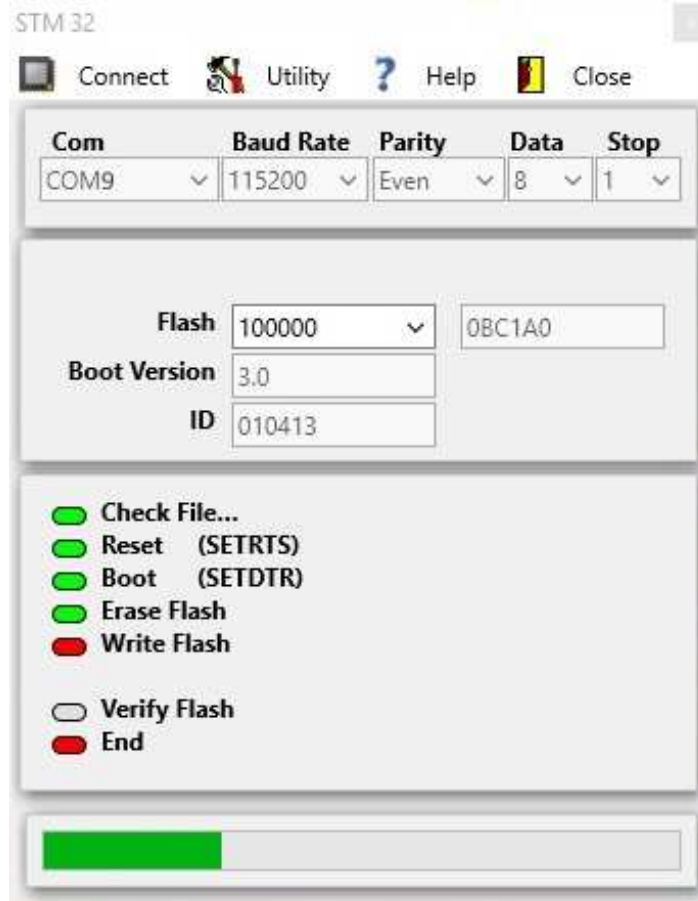 STM 32
Connect Utility ? Help Close
Com Baud Rate Parity Data Stop
COM9 115200 Even 8 1
Flash 100000 0BC1A0
Boot Version 3.0
ID 010413
Check File...
Reset (SETRTS)
Boot (SETDTR)
Erase Flash
Write Flash
Verify Flash
End